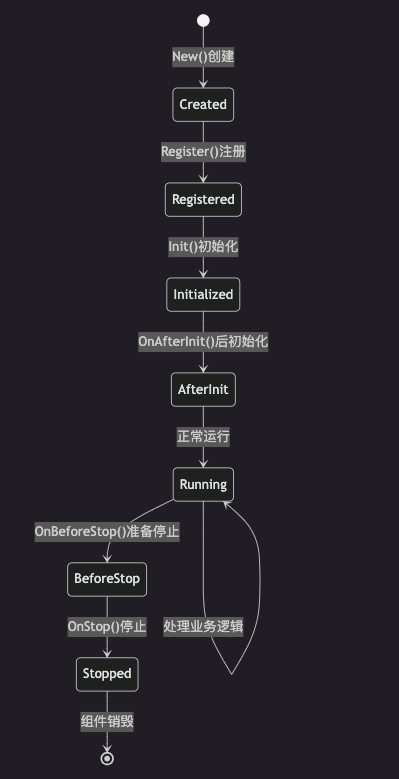 New()创建
Created
Register()注册
Registered
Init()初始化
Initialized
OnAfterInit()后初始化
AfterInit
正常运行
Running
OnBeforeStop()准备停止
BeforeStop
OnStop()停止
处理业务逻辑
Stopped
组件销毁